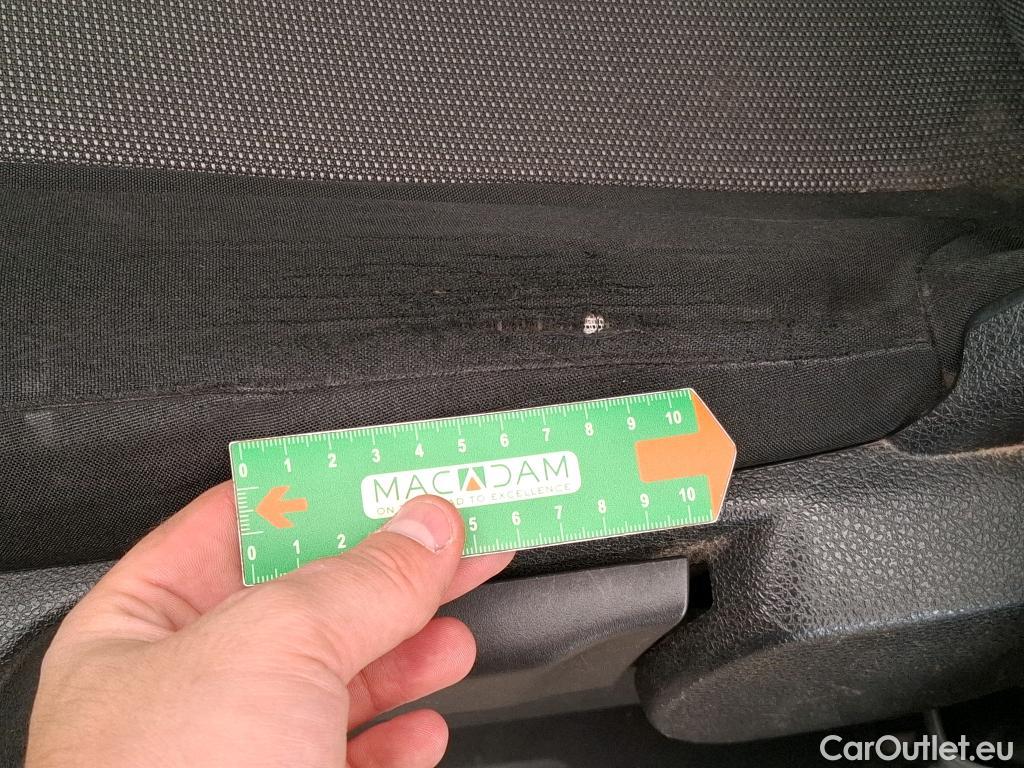 0 1 2 3 4 5 6 7 8 9 10
MACADAM
ON AD TO EXCELLENCE
0 1 2 5 6 7 8 9 10
CarOutlet.eu